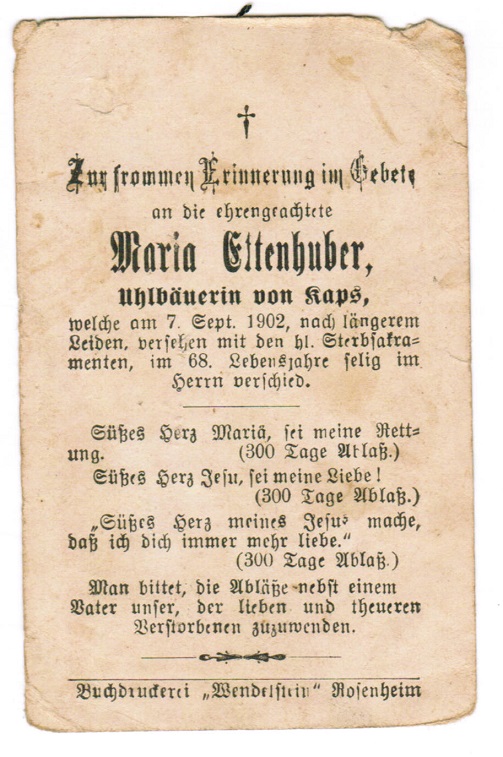 Zur frommen Erinnerung im Gebete
an die ehrengeachtete
Maria Ettenhuber,
Uhlbäuerin von Kaps,
welche am 7. Sept. 1902, nach längerem
Leiden, versehen mit den hl. Sterbsakra-
menten, im 68. Lebensjahre selig im
Herrn verschied.
Süßes Herz Mariä, sei meine Rett-
ung. (300 Tage Ablaß.)
Süßes Herz Jesu, sei meine Liebe!
(300 Tage Ablaß.)
„Süßes Herz meines Jesus mache,
daß ich dich immer mehr liebe."
(300 Tage Ablaß.)
Man bittet, die Abläße nebst einem
Vater unser, der lieben und theueren
Verstorbenen zuzuwenden.
Buchdruckerei „Wendelstein" Rosenheim